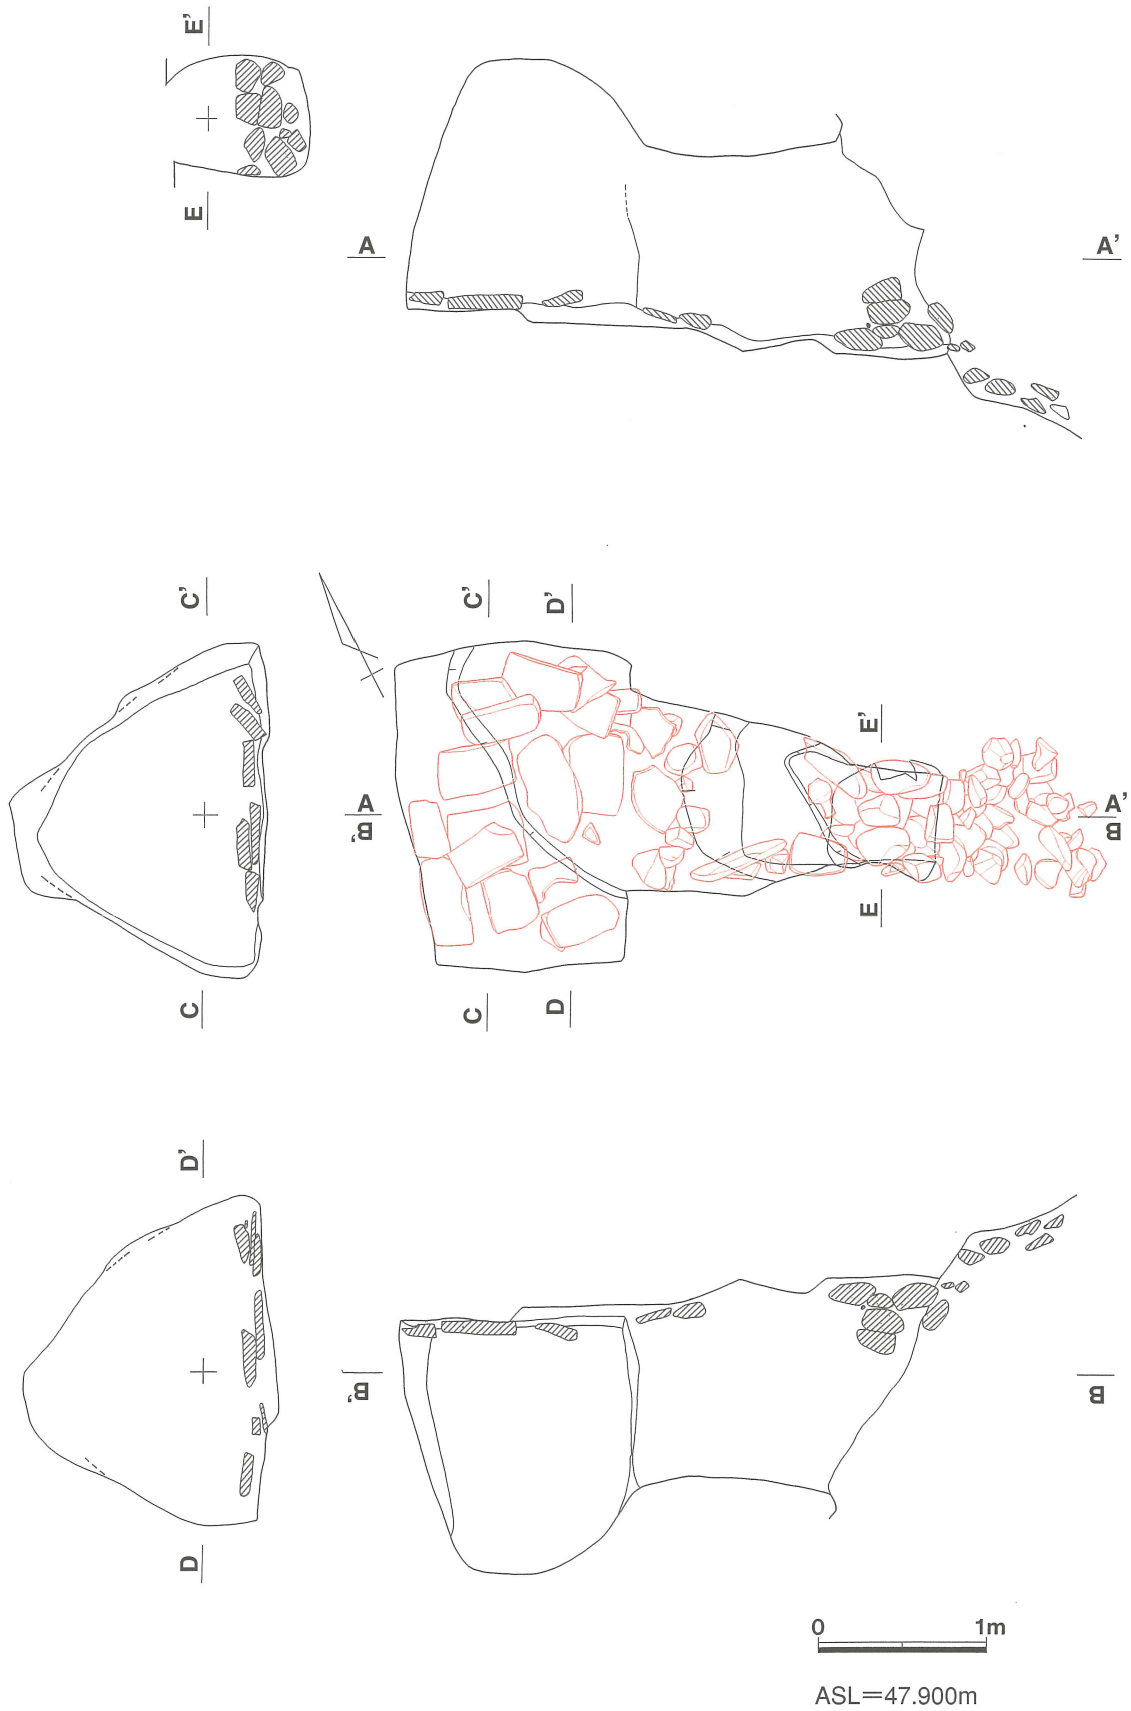 E'
E
A A'
C' C' D'
E'
A A'
B' B
E
C C D
D'
B' B
D
0 1m
ASL=47.900m